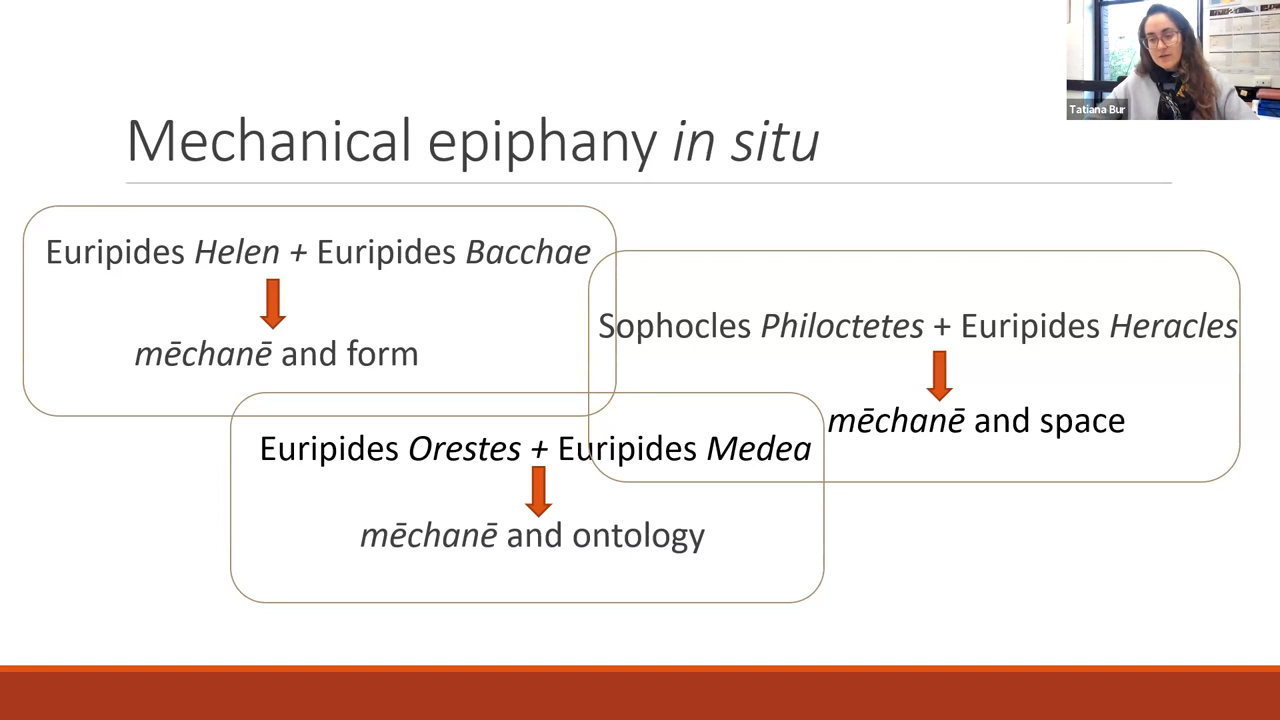 Tatiana Bur
Mechanical epiphany in situ
Euripides Helen + Euripides Bacchae
mēchanē and form
Sophocles Philoctetes + Euripides Heracles
mēchanē and space
Euripides Orestes + Euripides Medea
mēchanē and ontology